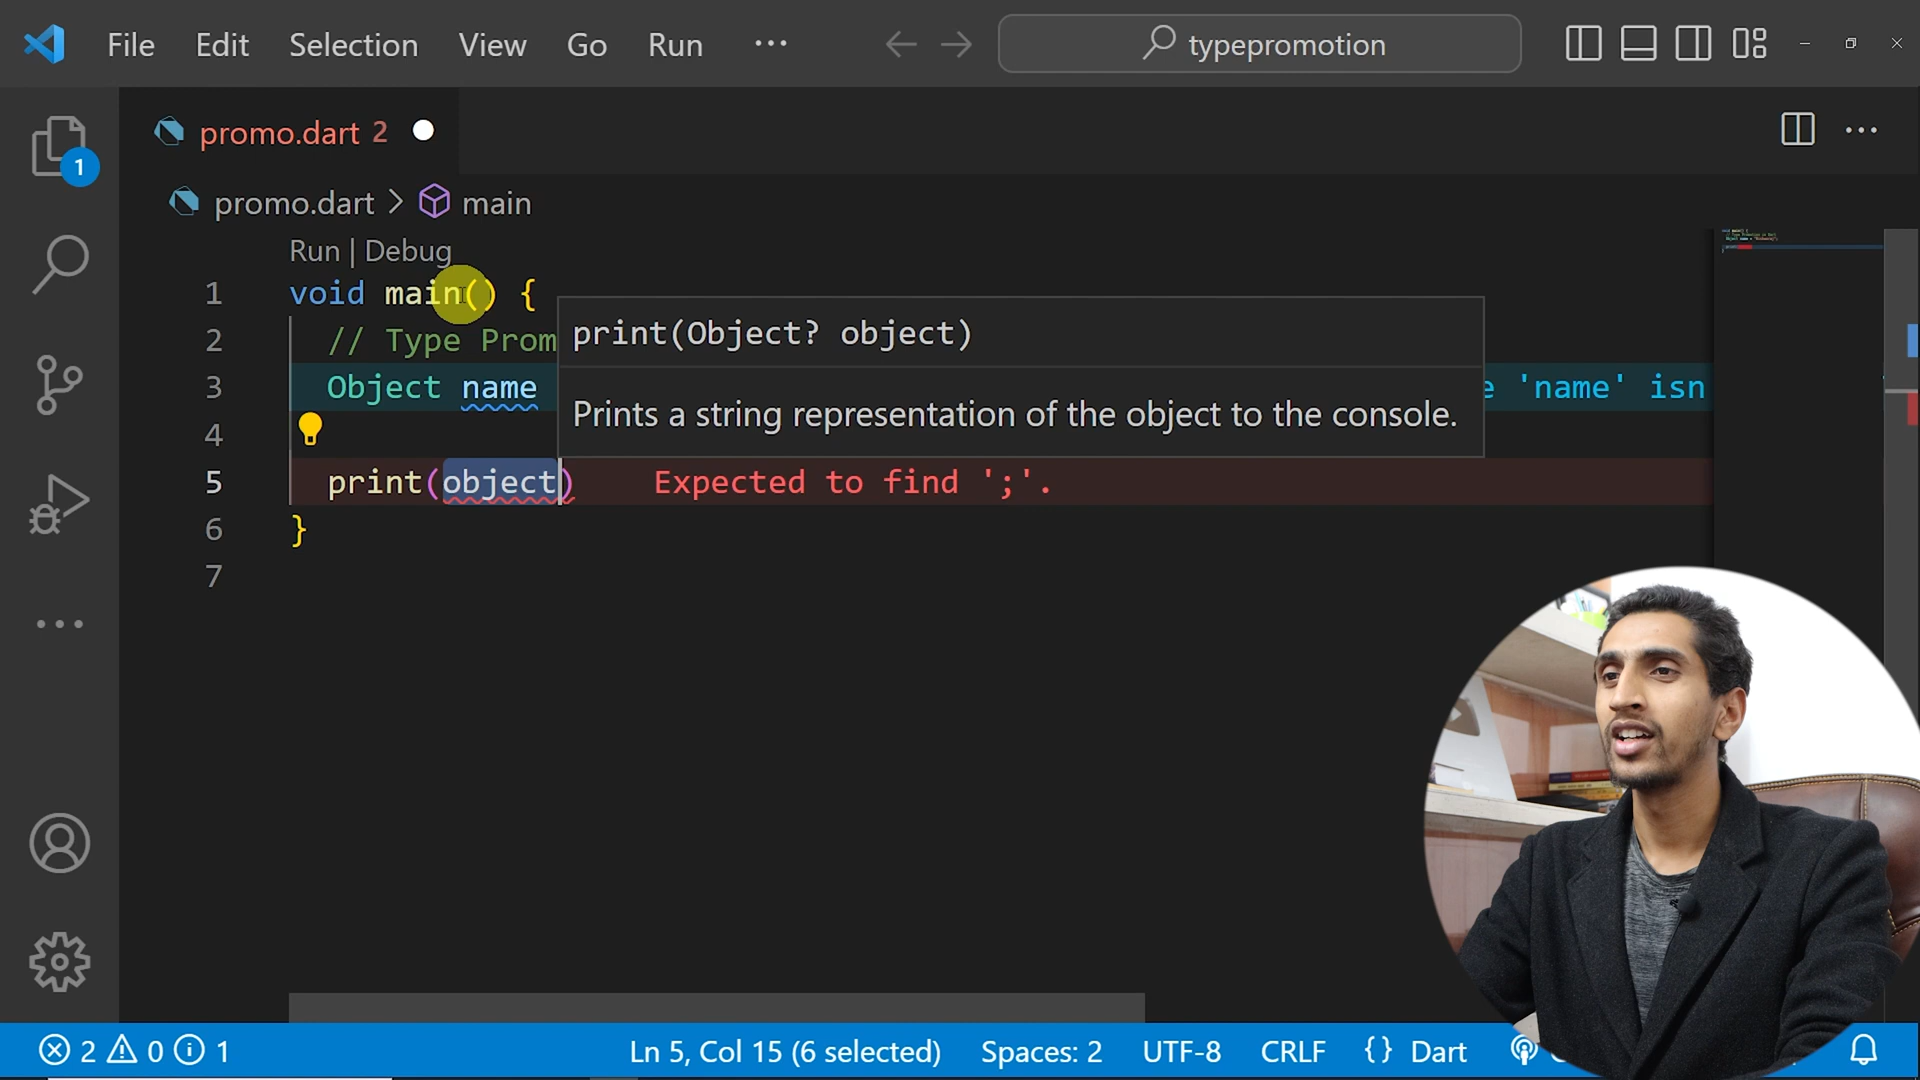 File Edit Selection View Go Run ··· typepromotion
promo.dart 2
promo.dart > main
Run | Debug
1 void main() {
2 // Type Prom
3 Object name
e 'name' isn
print(Object? object)
Prints a string representation of the object to the console.
4
5 print(object) Expected to find ';'.
6 }
7
1
2 0 1 Ln 5, Col 15 (6 selected) Spaces: 2 UTF-8 CRLF {} Dart